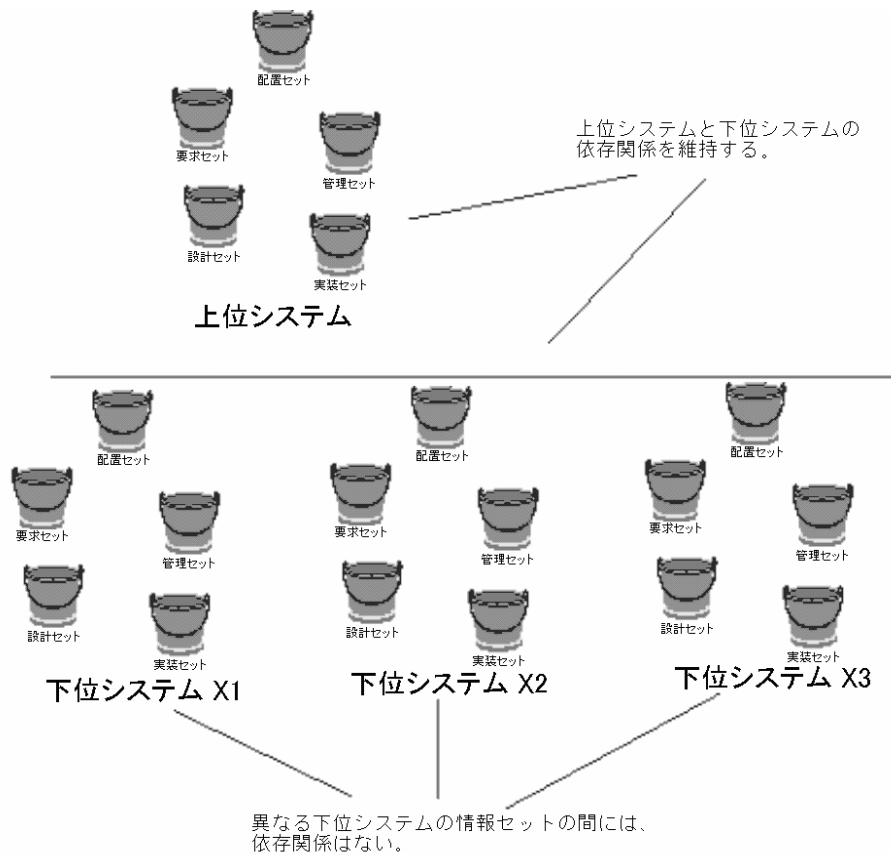 配置セット
要求セット
管理セット
設計セット
実装セット
上位システム
上位システムと下位システムの
依存関係を維持する。
配置セット
要求セット
管理セット
設計セット
実装セット
下位システム X1
配置セット
要求セット
管理セット
設計セット
実装セット
下位システム X2
配置セット
要求セット
管理セット
設計セット
実装セット
下位システム X3
異なる下位システムの情報セットの間には、
依存関係はない。